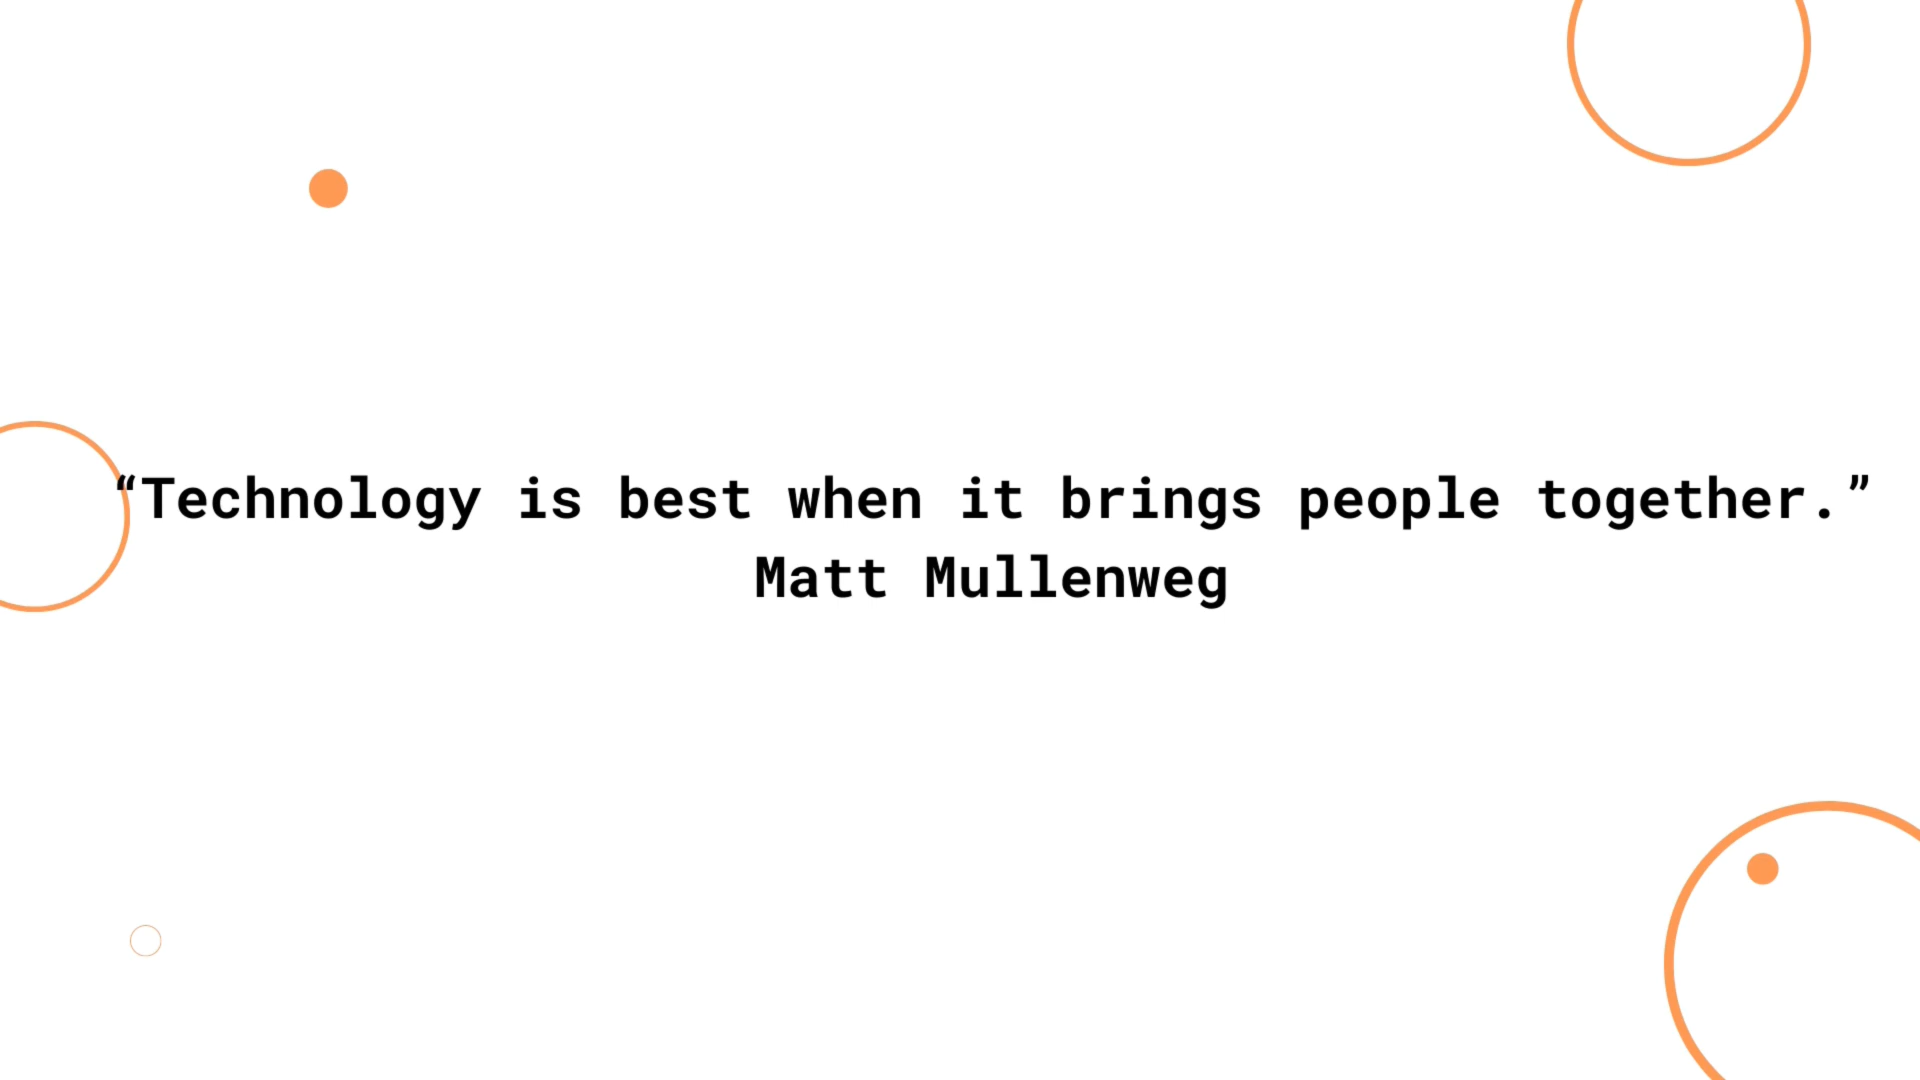 “Technology is best when it brings people together.”
Matt Mullenweg